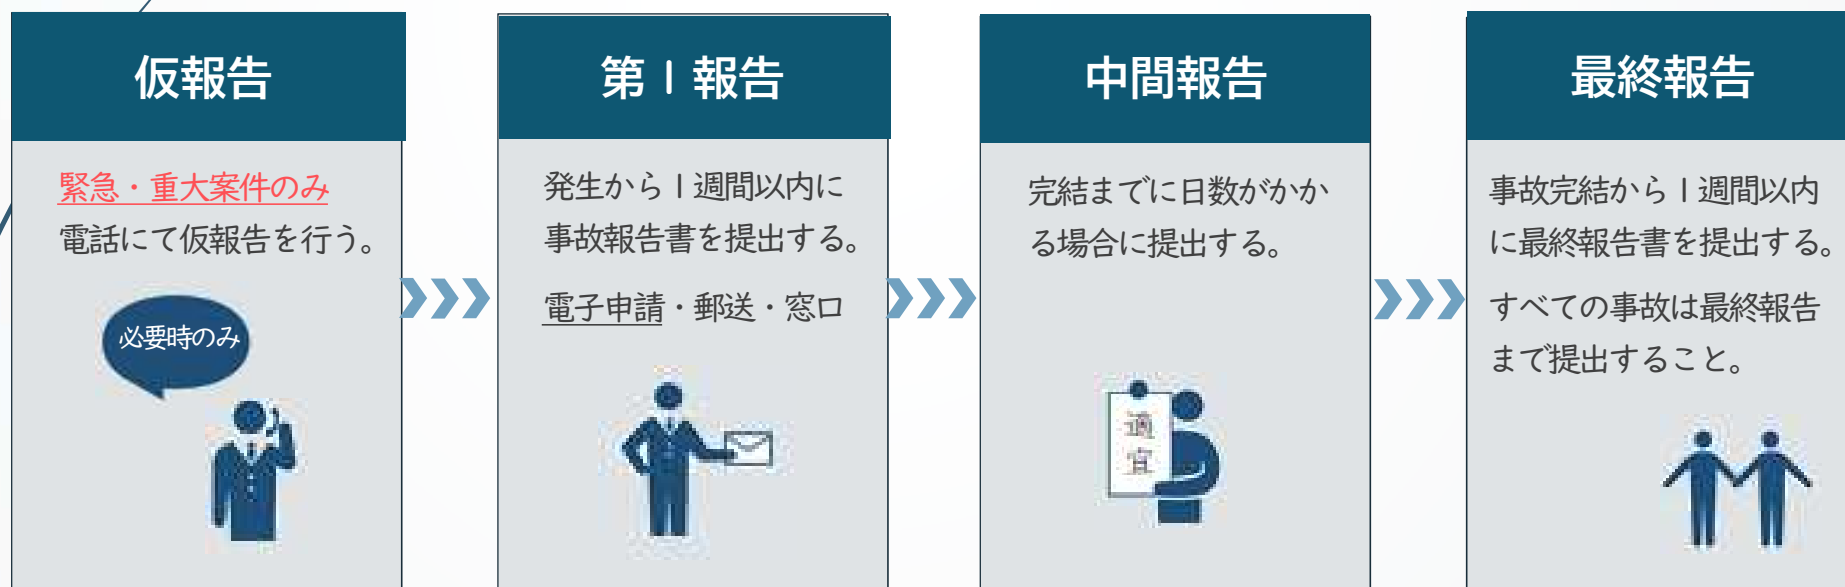 仮報告
緊急・重大案件のみ
電話にて仮報告を行う。
必要時のみ
第1報告
発生から1週間以内に
事故報告書を提出する。
電子申請・郵送・窓口
中間報告
完結までに日数がかか
る場合に提出する。
適
宜
最終報告
事故完結から1週間以内
に最終報告書を提出する。
すべての事故は最終報告
まで提出すること。